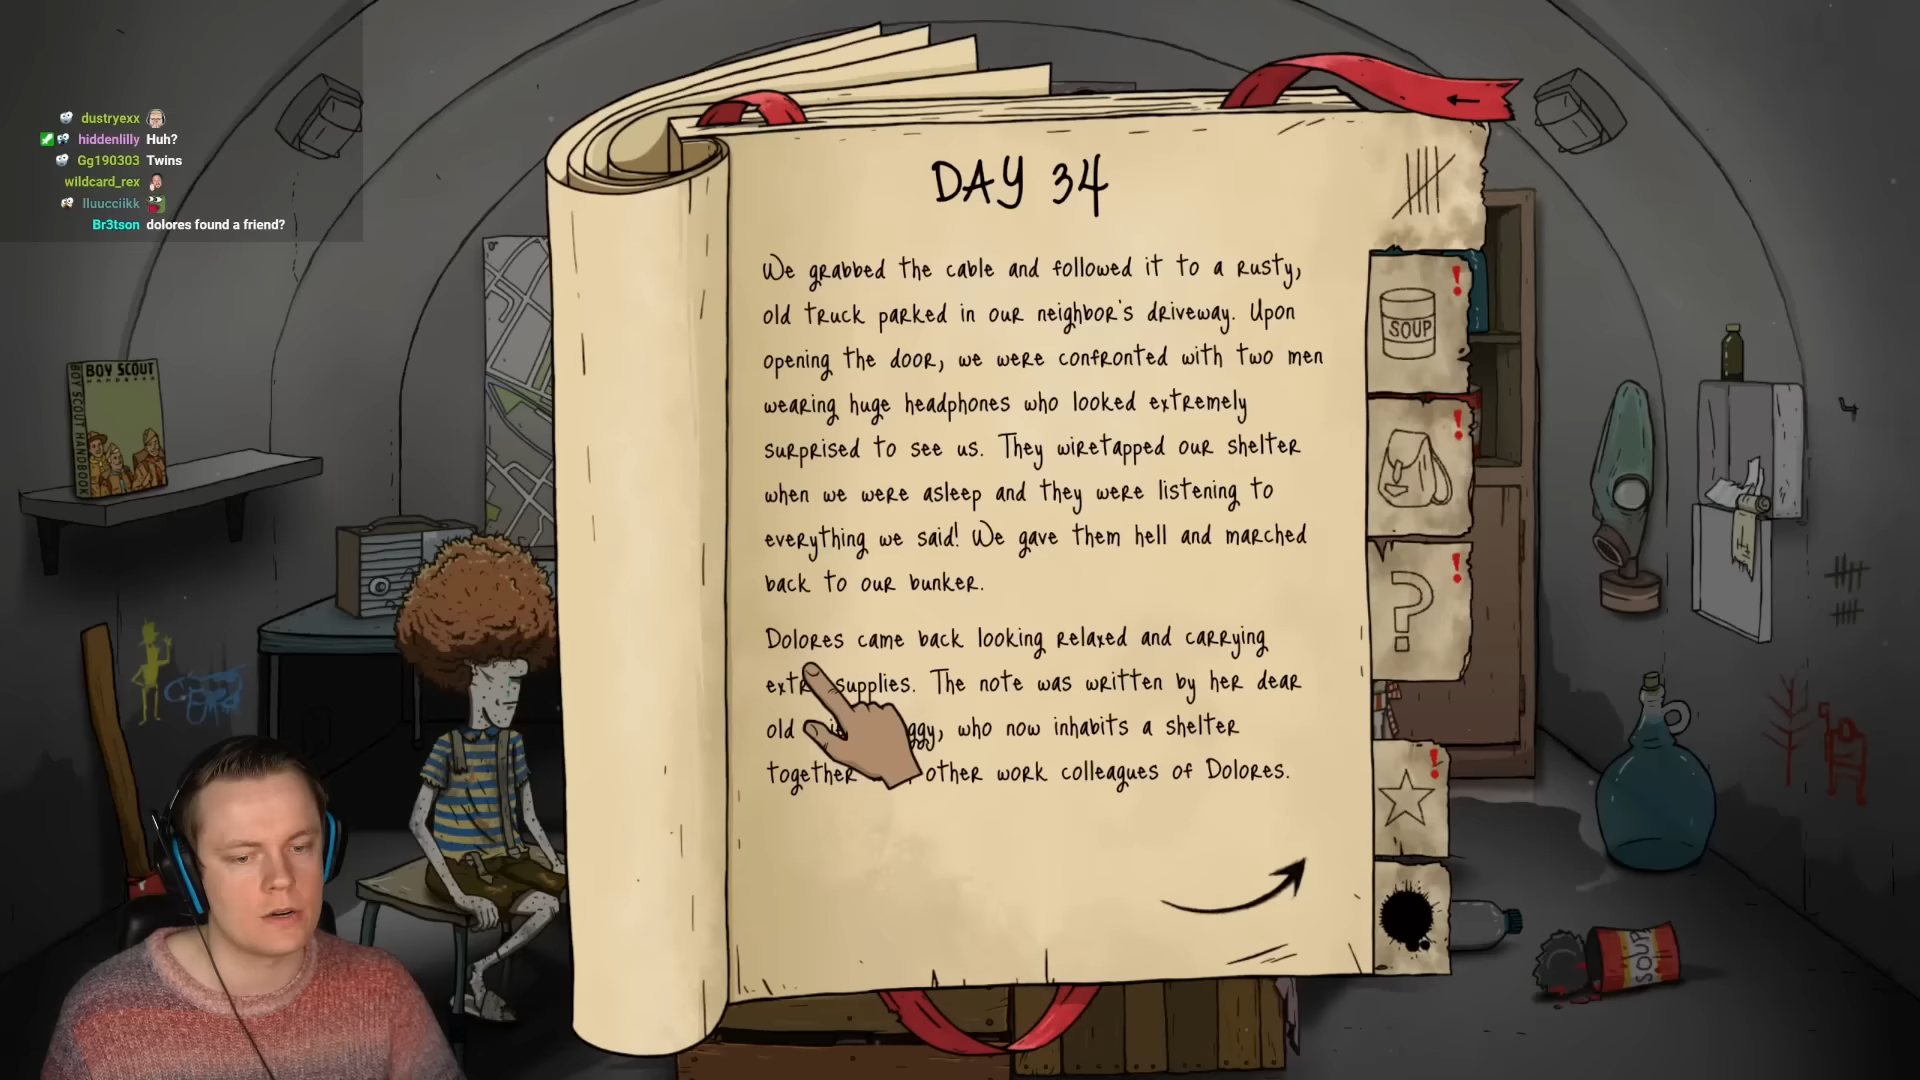 dustryexx
hiddenlilly Huh?
Gg190303 Twins
wildcard_rex
lluucciikk
Br3tson dolores found a friend?
BOY SCOUT
HANDBOOK
BOY SCOUT HANDBOOK
DAY 34
We grabbed the cable and followed it to a rusty,
old truck parked in our neighbor's driveway. Upon
opening the door, we were confronted with two men
wearing huge headphones who looked extremely
surprised to see us. They wiretapped our shelter
when we were asleep and they were listening to
everything we said! We gave them hell and marched
back to our bunker.
Dolores came back looking relaxed and carrying
supplies. The note was written by her dear
old who now inhabits a shelter
together other work colleagues of Dolores.
!
SOUP
!
!
?
!
SOUP